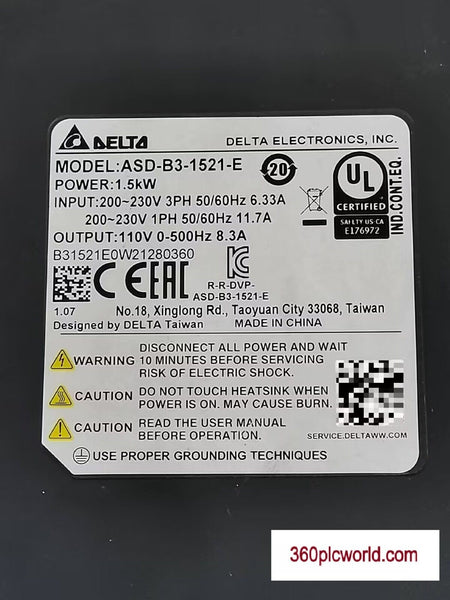 DELTA
DELTA ELECTRONICS, INC.
MODEL:ASD-B3-1521-E
POWER:1.5kW
INPUT:200~230V 3PH 50/60Hz 6.33A
200~230V 1PH 50/60Hz 11.7A
OUTPUT:110V 0-500Hz 8.3A
B31521E0W21280360
20
UL
CERTIFIED
SAFETY US-CA
E176972
IND.CONT.EQ.
CE EAC
R-R-DVP-
ASD-B3-1521-E
1.07
No.18, Xinglong Rd., Taoyuan City 33068, Taiwan
Designed by DELTA Taiwan
MADE IN CHINA
WARNING
DISCONNECT ALL POWER AND WAIT
10 MINUTES BEFORE SERVICING
RISK OF ELECTRIC SHOCK.
CAUTION
DO NOT TOUCH HEATSINK WHEN
POWER IS ON. MAY CAUSE BURN!
CAUTION
READ THE USER MANUAL
BEFORE OPERATION.
SERVICE.DELTAWW.COM
USE PROPER GROUNDING TECHNIQUES
360plcworld.com